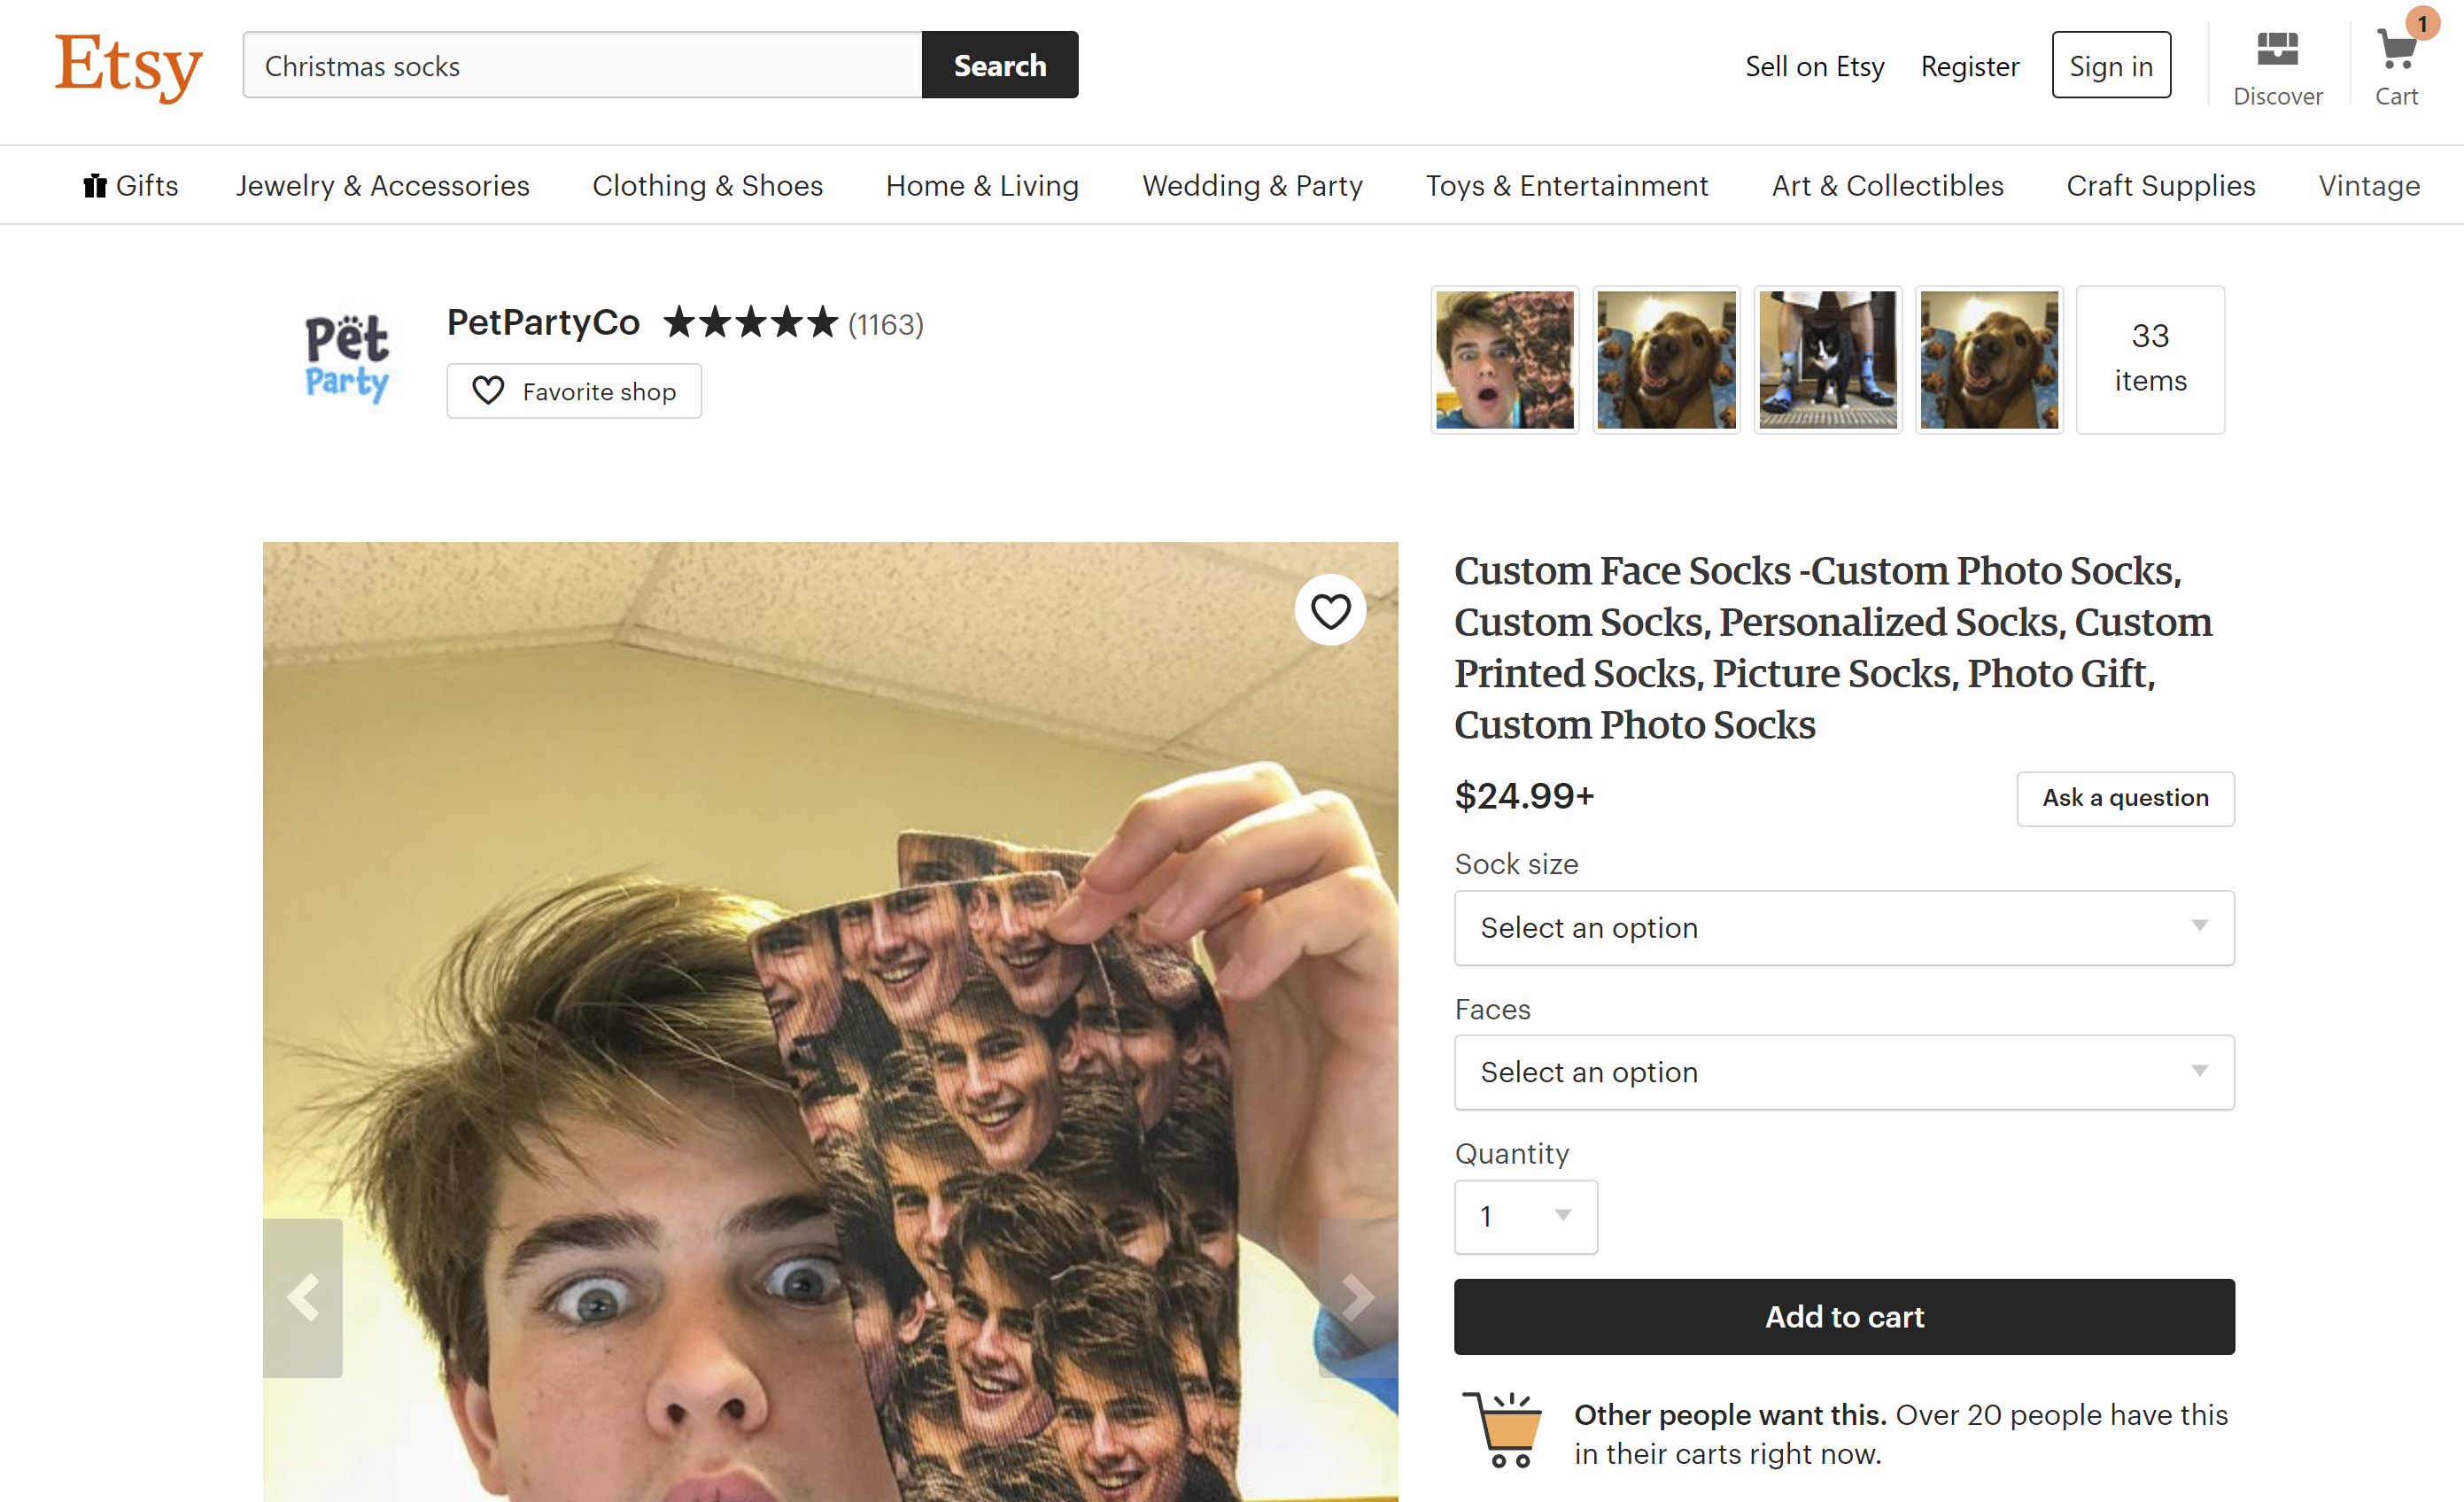 Etsy
Christmas socks
Search
Sell on Etsy
Register
Sign in
Discover
1
Cart
Gifts
Jewelry & Accessories
Clothing & Shoes
Home & Living
Wedding & Party
Toys & Entertainment
Art & Collectibles
Craft Supplies
Vintage
Pet
Party
PetPartyCo
(1163)
Favorite shop
33
items
Custom Face Socks -Custom Photo Socks,
Custom Socks, Personalized Socks, Custom
Printed Socks, Picture Socks, Photo Gift,
Custom Photo Socks
$24.99+
Ask a question
Sock size
Select an option
Faces
Select an option
Quantity
1
Add to cart
Other people want this. Over 20 people have this
in their carts right now.